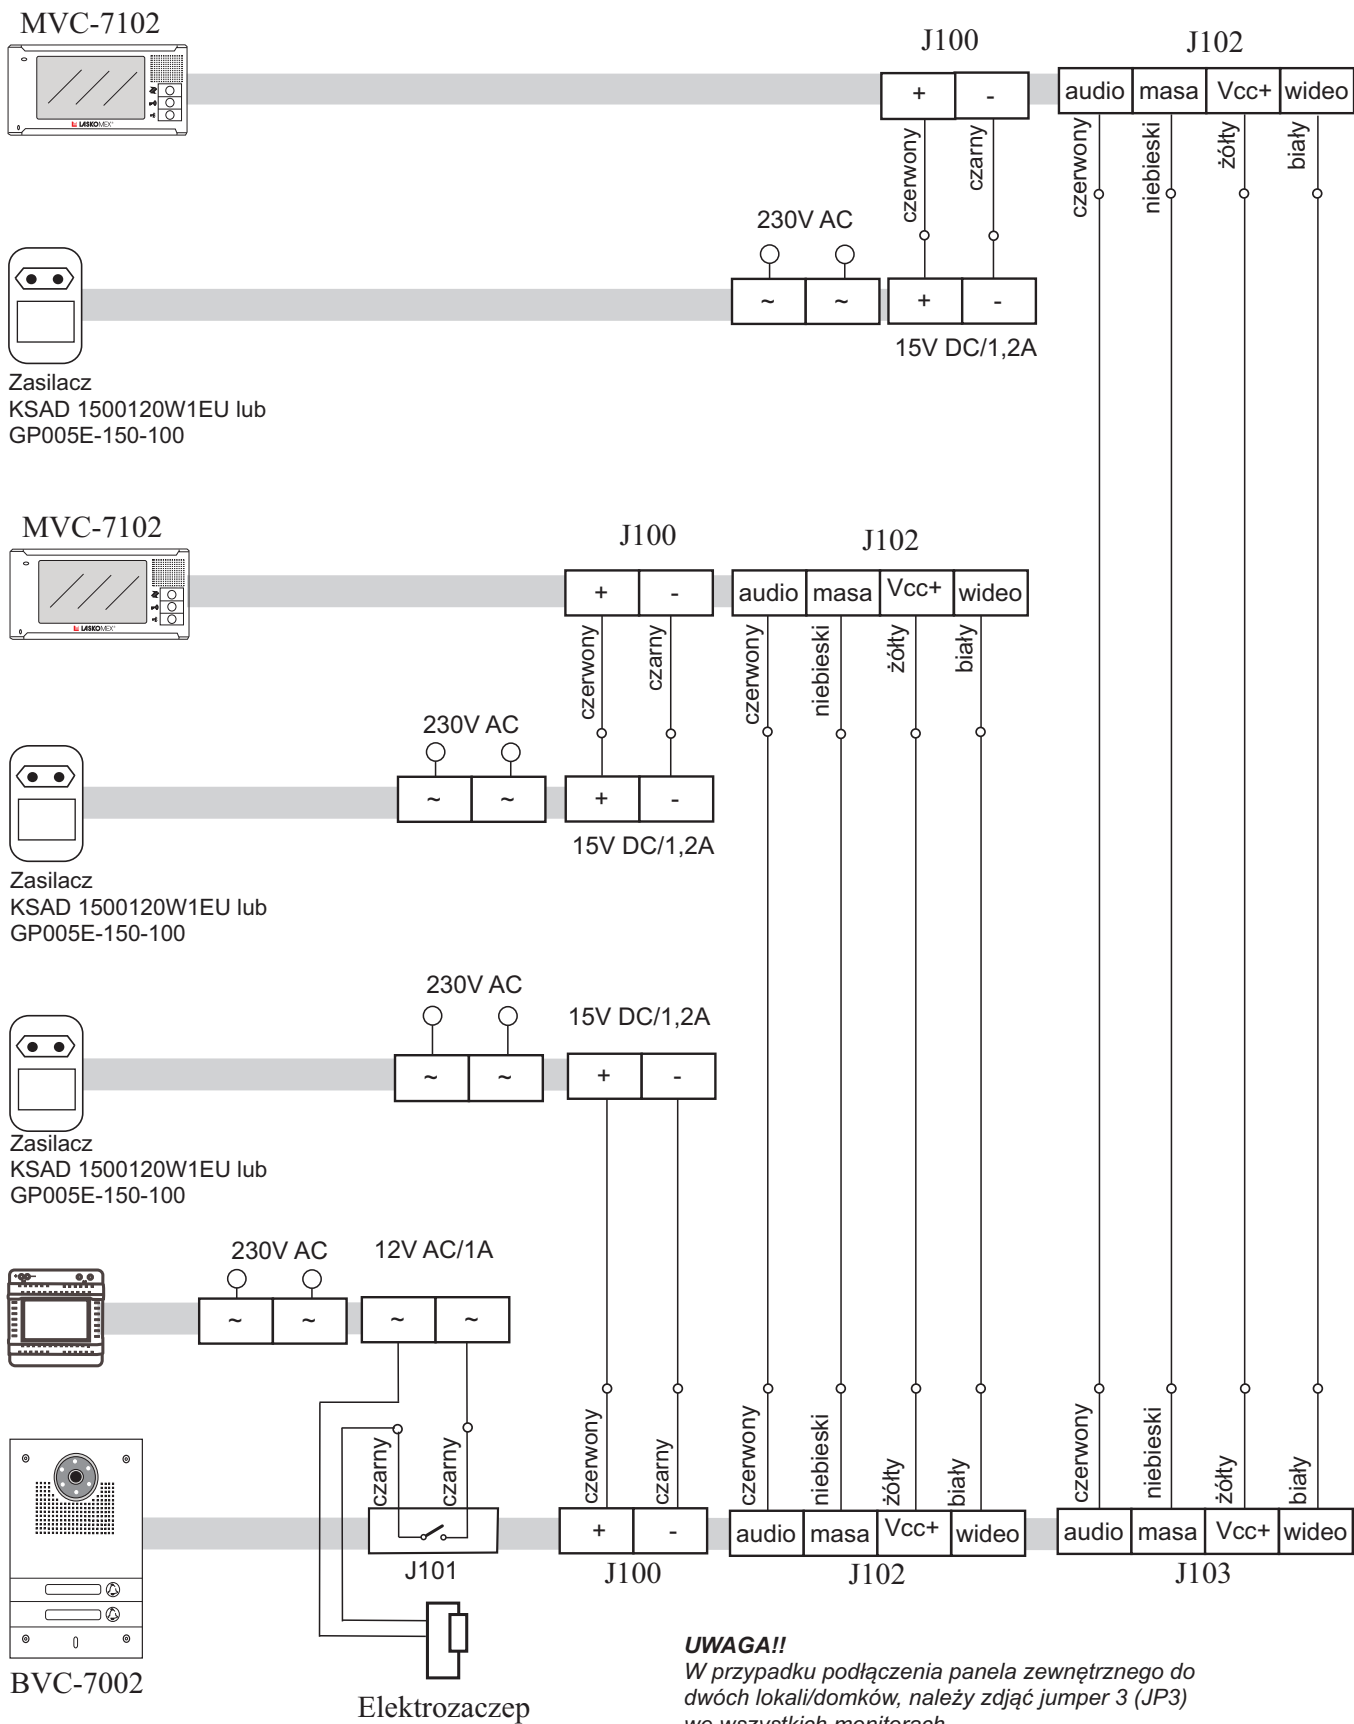 MVC-7102
J100
J102
+ -
audio masa Vcc+ wideo
czerwony czarny
czerwony niebieski żółty biały
LASKOMEX
230V AC
~ ~ + -
15V DC/1,2A
Zasilacz
KSAD 1500120W1EU lub
GP005E-150-100
MVC-7102
J100
J102
+ -
audio masa Vcc+ wideo
czerwony czarny
czerwony niebieski żółty biały
LASKOMEX
230V AC
~ ~ + -
15V DC/1,2A
Zasilacz
KSAD 1500120W1EU lub
GP005E-150-100
230V AC
15V DC/1,2A
~ ~ + -
Zasilacz
KSAD 1500120W1EU lub
GP005E-150-100
230V AC
12V AC/1A
~ ~ ~ ~
czarny czarny
czerwony czarny
czerwony niebieski żółty biały
czerwony niebieski żółty biały
+ -
audio masa Vcc+ wideo
audio masa Vcc+ wideo
J101
J100
J102
J103
BVC-7002
Elektrozaczep
UWAGA!!
W przypadku podłączenia panela zewnętrznego do
dwóch lokali/domków, należy zdjąć jumper 3 (JP3)
we wszystkich monitorach